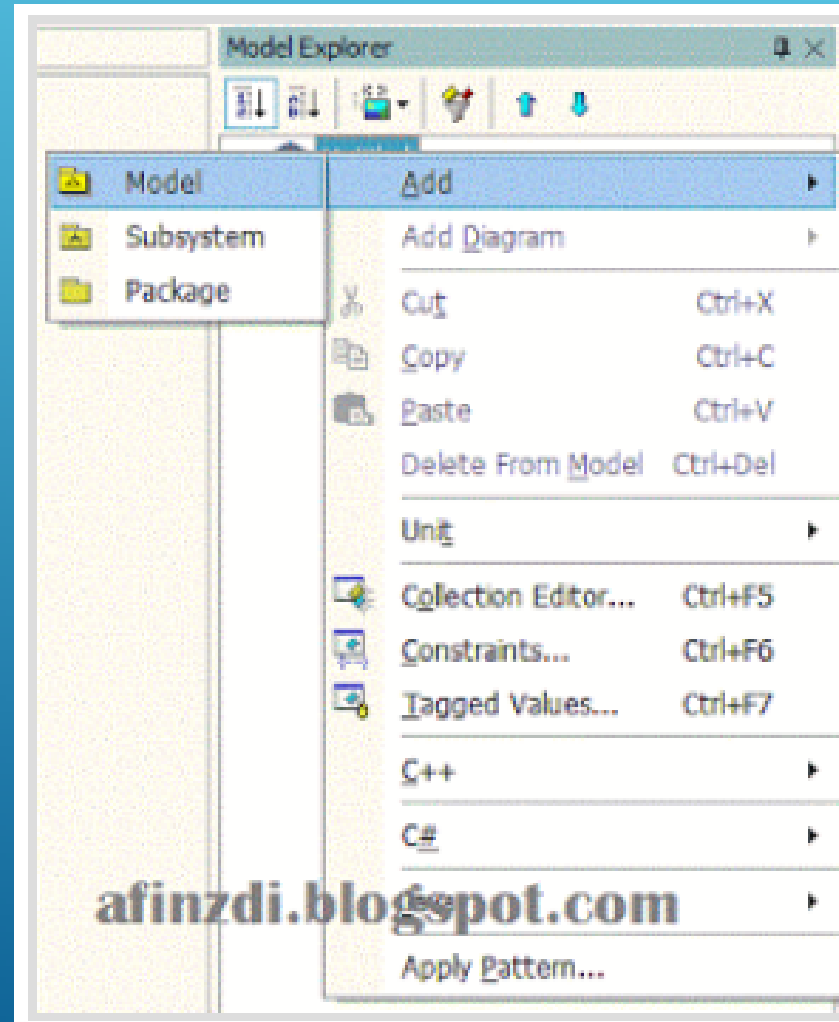 Model Explorer
Model
Subsystem
Package
Add
Add Diagram
Cut Ctrl+X
Copy Ctrl+C
Paste Ctrl+V
Delete From Model Ctrl+Del
Unit
Collection Editor... Ctrl+F5
Constraints... Ctrl+F6
Tagged Values... Ctrl+F7
C++
C#
afinzdi.blogspot.com
Apply Pattern...